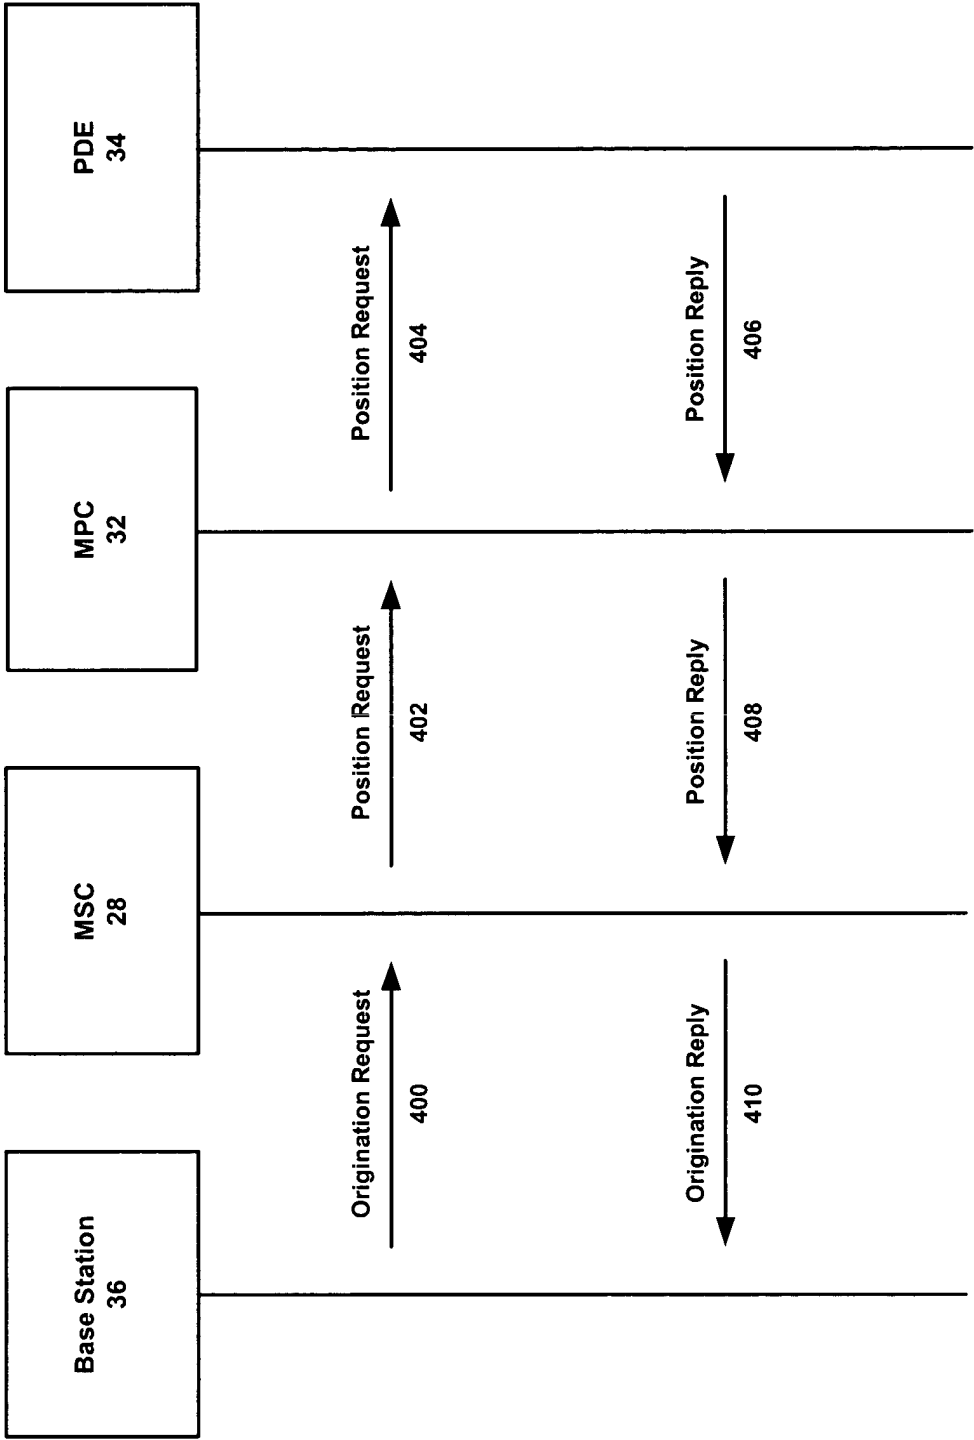 Base Station
36
MSC
28
MPC
32
PDE
34
Origination Request
400
Position Request
402
Position Request
404
Origination Reply
410
Position Reply
408
Position Reply
406